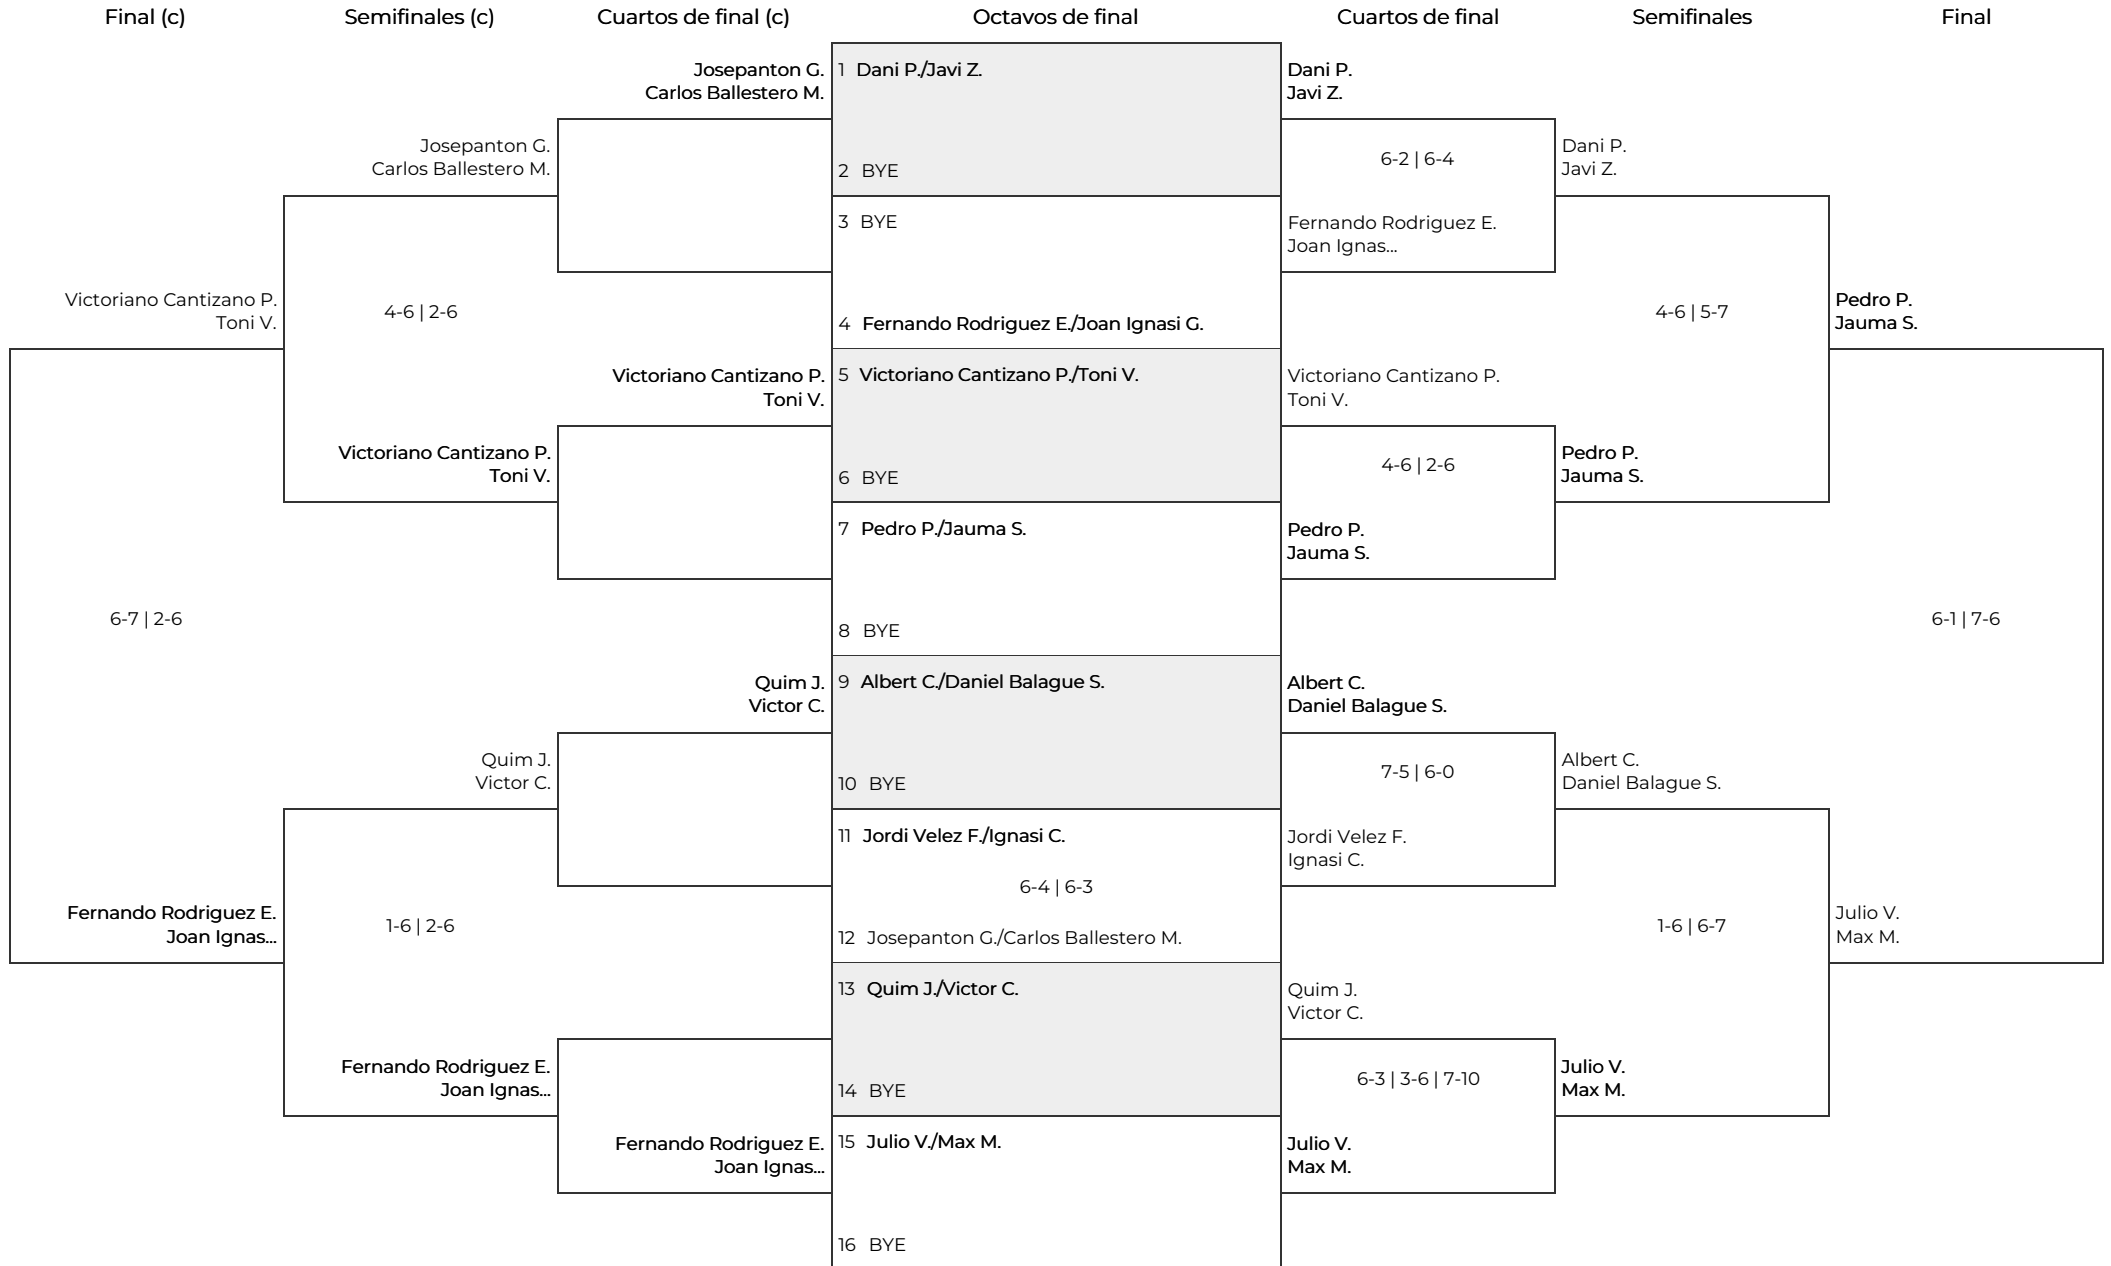 Final (c)
Semifinales (c)
Cuartos de final (c)
Octavos de final
Cuartos de final
Semifinales
Final
Victoriano Cantizano P.
Toni V.
6-7 | 2-6
Fernando Rodriguez E.
Joan Ignas...
Josepanton G.
Carlos Ballestero M.
4-6 | 2-6
Victoriano Cantizano P.
Toni V.
Quim J.
Victor C.
1-6 | 2-6
Fernando Rodriguez E.
Joan Ignas...
Josepanton G.
Carlos Ballestero M.
Victoriano Cantizano P.
Toni V.
Quim J.
Victor C.
Fernando Rodriguez E.
Joan Ignas...
1 Dani P./Javi Z.
2 BYE
3 BYE
4 Fernando Rodriguez E./Joan Ignasi G.
5 Victoriano Cantizano P./Toni V.
6 BYE
7 Pedro P./Jauma S.
8 BYE
9 Albert C./Daniel Balague S.
10 BYE
11 Jordi Velez F./Ignasi C.
6-4 | 6-3
12 Josepanton G./Carlos Ballestero M.
13 Quim J./Victor C.
14 BYE
15 Julio V./Max M.
16 BYE
Dani P.
Javi Z.
6-2 | 6-4
Fernando Rodriguez E.
Joan Ignas...
Victoriano Cantizano P.
Toni V.
4-6 | 2-6
Pedro P.
Jauma S.
Albert C.
Daniel Balague S.
7-5 | 6-0
Jordi Velez F.
Ignasi C.
Quim J.
Victor C.
6-3 | 3-6 | 7-10
Julio V.
Max M.
Dani P.
Javi Z.
4-6 | 5-7
Pedro P.
Jauma S.
Albert C.
Daniel Balague S.
1-6 | 6-7
Julio V.
Max M.
Pedro P.
Jauma S.
6-1 | 7-6
Julio V.
Max M.